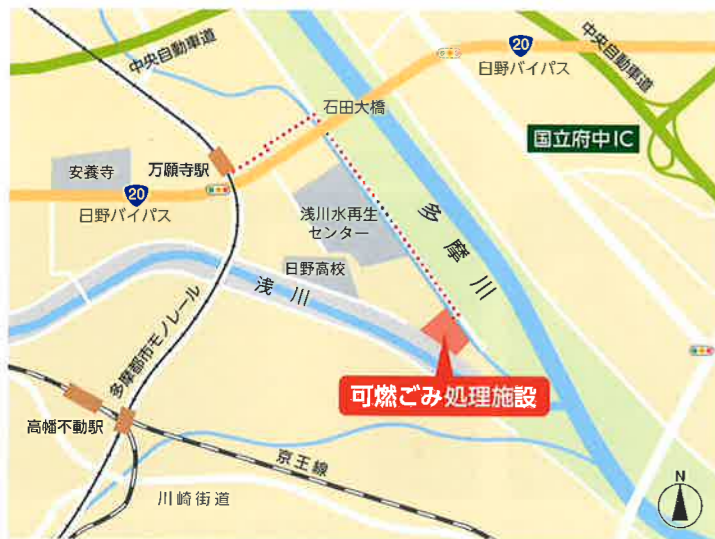 中央自動車道
20
日野バイパス
中央自動車道
石田大橋
国立府中IC
安養寺
万願寺駅
20
日野バイパス
浅川水再生
センター
多摩川
日野高校
浅川
多摩都市モノレール
可燃ごみ処理施設
高幡不動駅
京王線
川崎街道
N